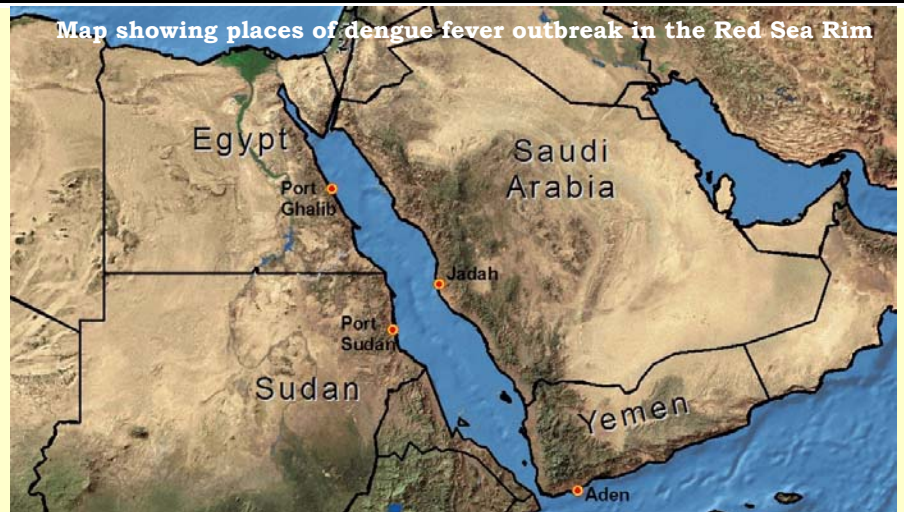 Map showing places of dengue fever outbreak in the Red Sea Rim
Egypt
Saudi
Arabia
Port
Ghalib
Jadah
Port
Sudan
Sudan
Yemen
Aden